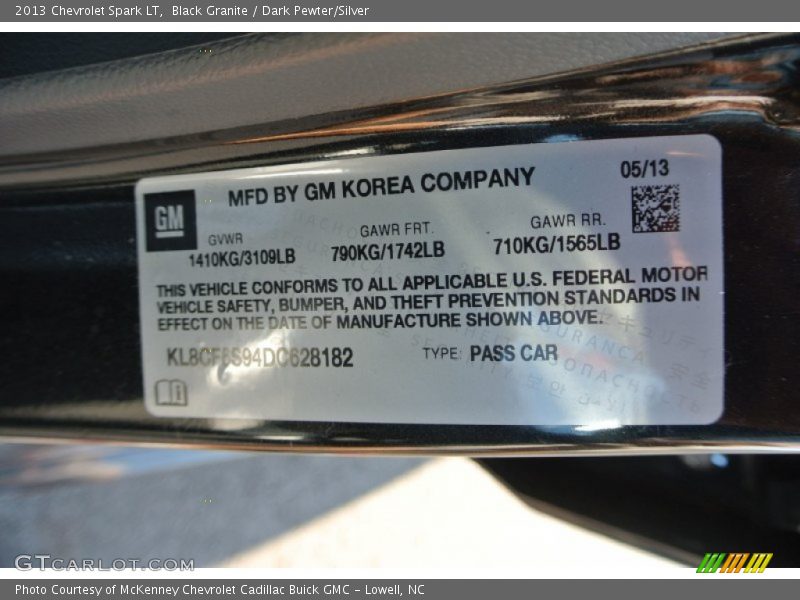 2013 Chevrolet Spark LT, Black Granite / Dark Pewter/Silver
MFD BY GM KOREA COMPANY 05/13
GM
GVWR GAWR FRT. GAWR RR.
1410KG/3109LB 790KG/1742LB 710KG/1565LB
THIS VEHICLE CONFORMS TO ALL APPLICABLE U.S. FEDERAL MOTOR
VEHICLE SAFETY, BUMPER, AND THEFT PREVENTION STANDARDS IN
EFFECT ON THE DATE OF MANUFACTURE SHOWN ABOVE.
TYPE: PASS CAR
GTCARLOT.COM
Photo Courtesy of McKenney Chevrolet Cadillac Buick GMC - Lowell, NC